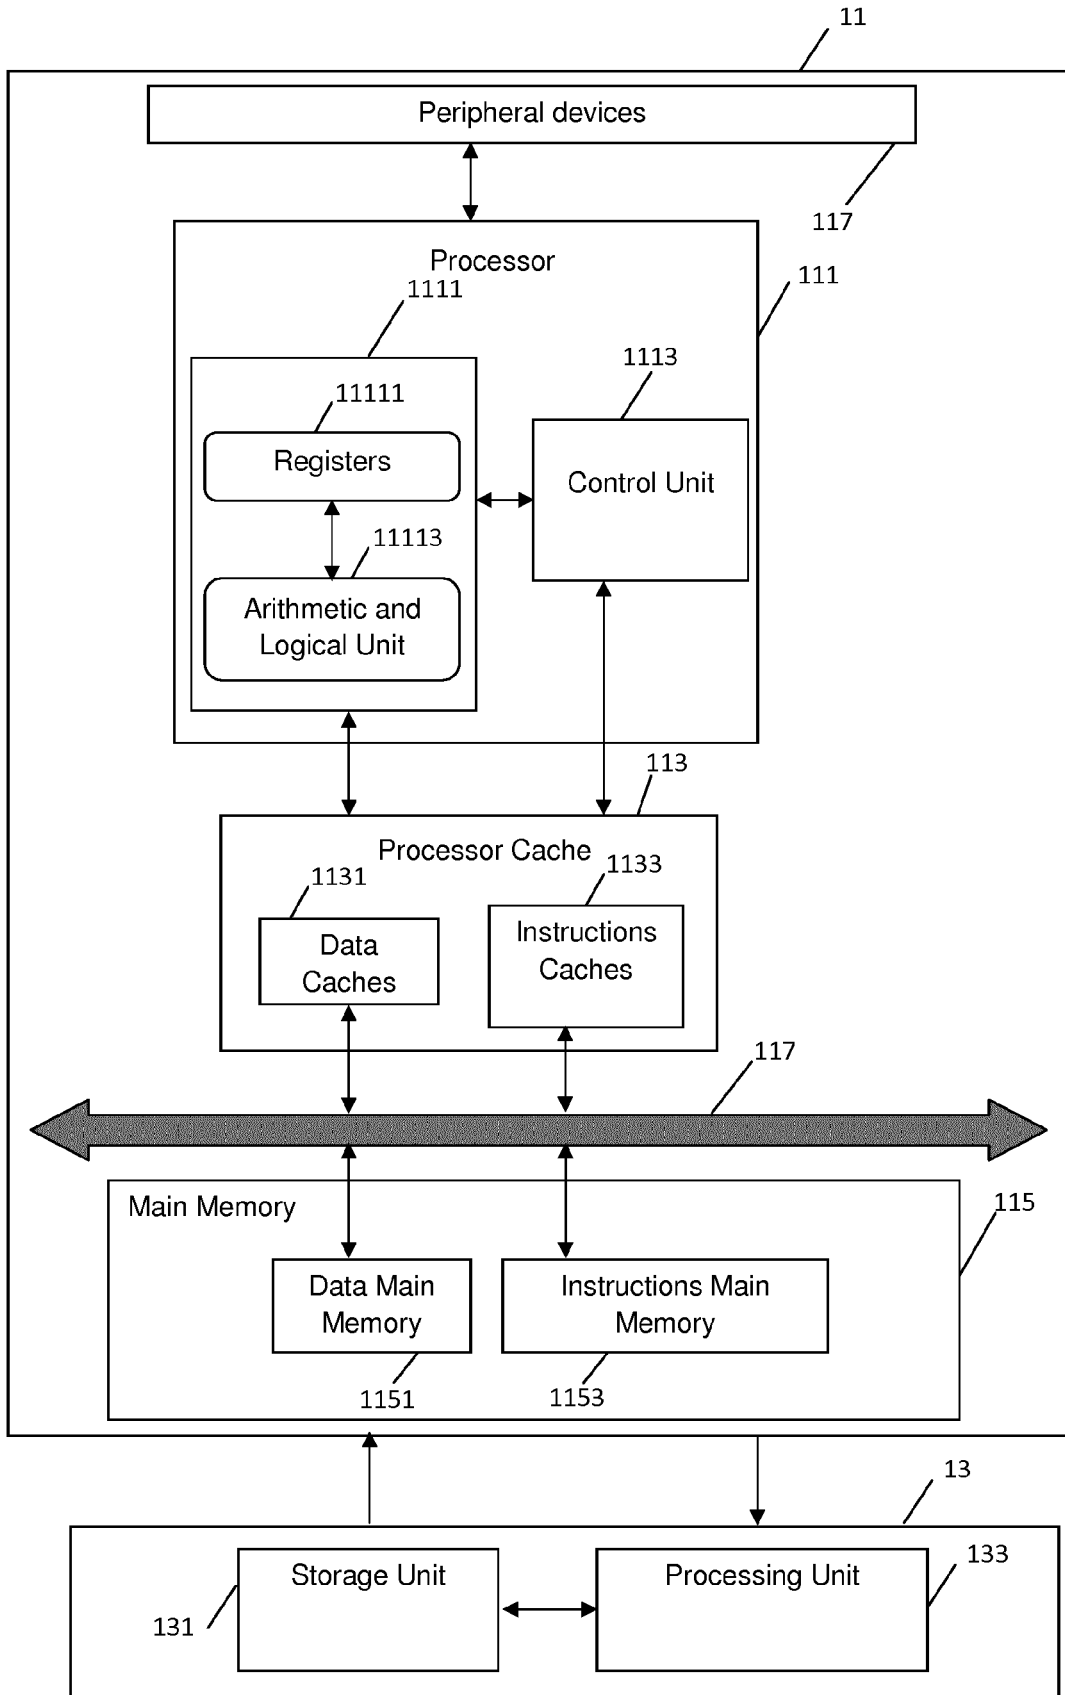 11
Peripheral devices
117
Processor
111
1111
1113
11111
Registers
Control Unit
11113
Arithmetic and
Logical Unit
113
Processor Cache
1131
1133
Data
Caches
Instructions
Caches
117
Main Memory
115
Data Main
Memory
Instructions Main
Memory
1151
1153
13
Storage Unit
Processing Unit
133
131